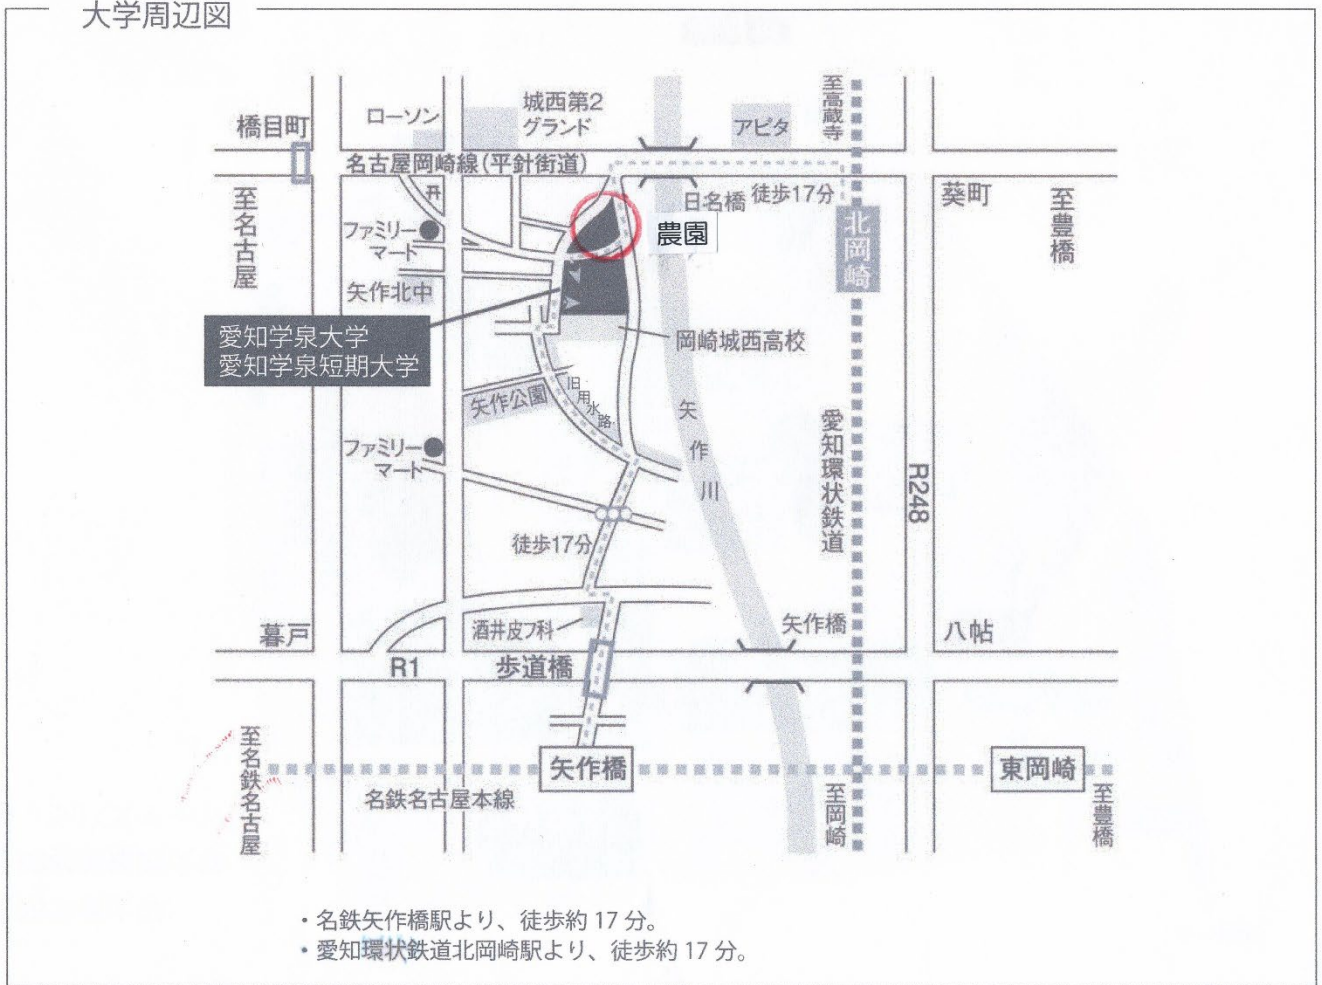 大学周辺図
橋目町
ローソン
城西第2
グランド
アピタ
至高蔵寺
名古屋岡崎線(平針街道)
至名古屋
ファミリー
マート
日名橋
徒歩17分
農園
北岡崎
葵町
至豊橋
矢作北中
愛知学泉大学
愛知学泉短期大学
岡崎城西高校
矢作公園
旧用水路
矢作川
愛知環状鉄道
R248
ファミリー
マート
徒歩17分
酒井皮フ科
暮戸
R1
歩道橋
矢作橋
八帖
至名鉄名古屋
矢作橋
東岡崎
名鉄名古屋本線
至岡崎
至豊橋
・名鉄矢作橋駅より、徒歩約 17 分。
・愛知環状鉄道北岡崎駅より、徒歩約 17 分。